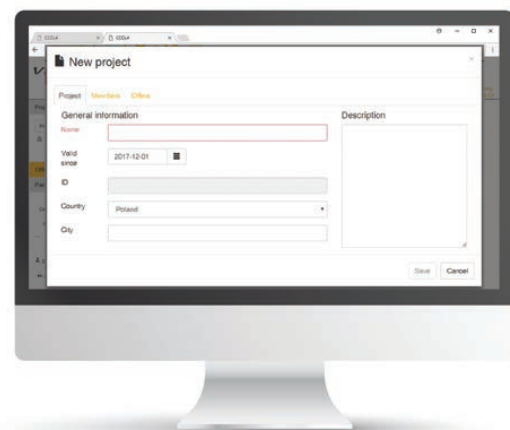 New project
×
Project Members Office
General information
Description
Name
Valid since
2017-12-01
ID
Country
Poland
City
Save
Cancel